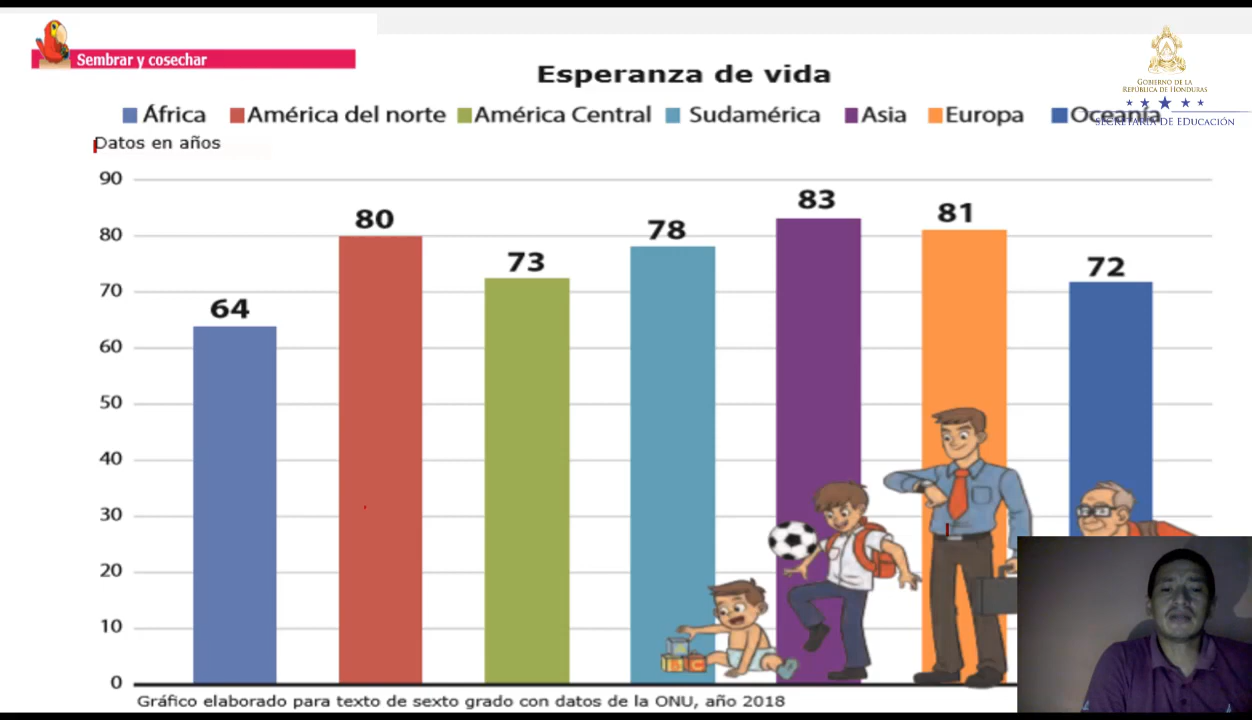 Sembrar y cosechar
GOBIERNO DE LA
REPÚBLICA DE HONDURAS
SECRETARÍA DE EDUCACIÓN
Esperanza de vida
África América del norte América Central Sudamérica Asia Europa Oceanía
Datos en años
90
80
70
60
50
40
30
20
10
0
64
80
73
78
83
81
72
Gráfico elaborado para texto de sexto grado con datos de la ONU, año 2018